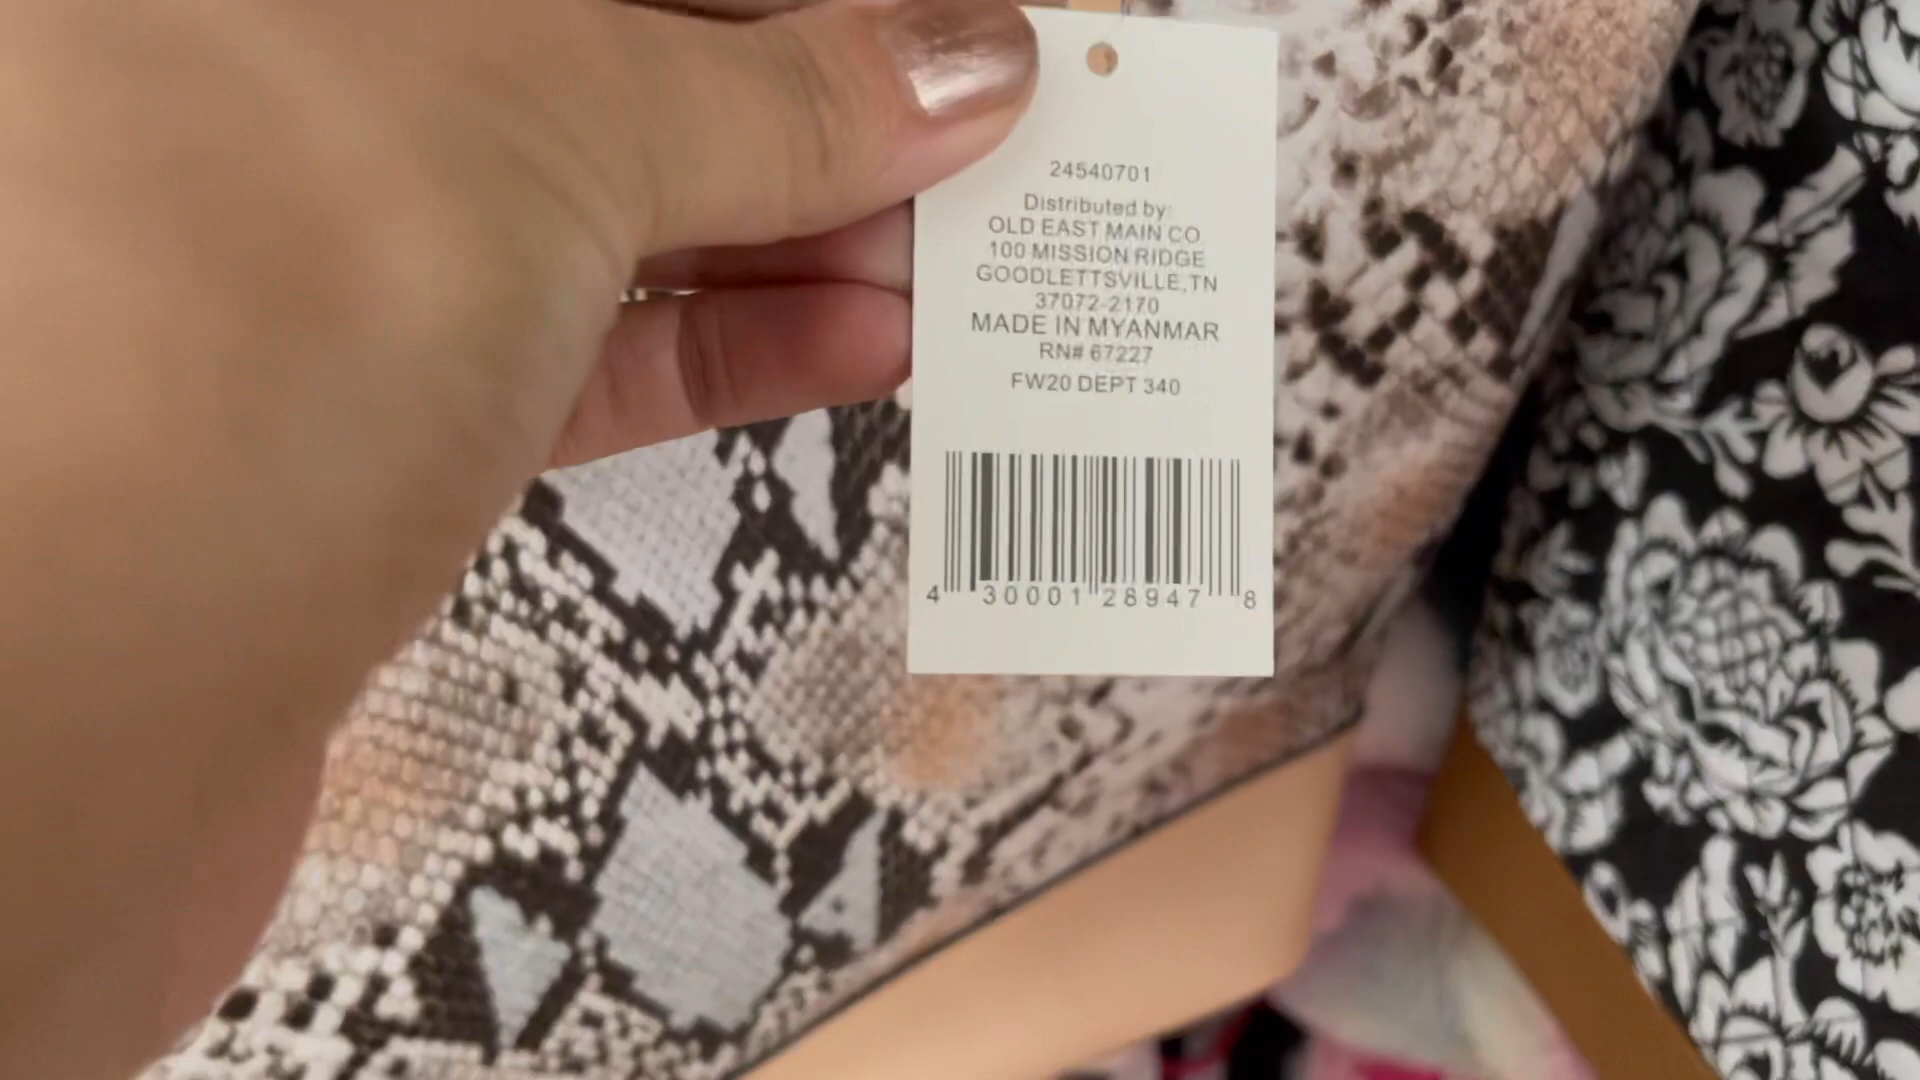 24540701
Distributed by:
OLD EAST MAIN CO.
100 MISSION RIDGE
GOODLETTSVILLE,TN
37072-2170
MADE IN MYANMAR
RN# 67227
FW20 DEPT 340
4 30001 28947 8